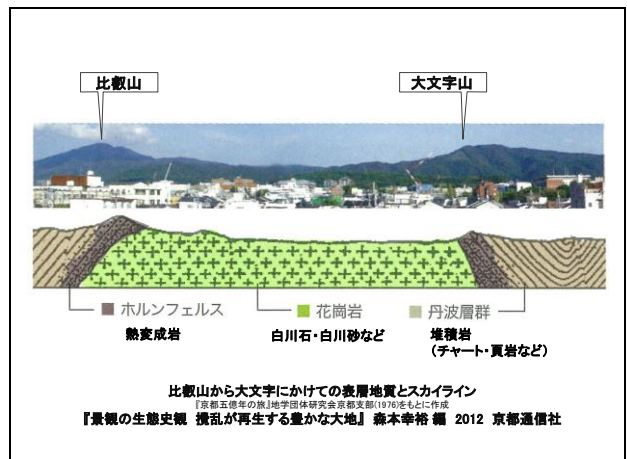 比叡山
大文字山
ホルンフェルス
花崗岩
丹波層群
熱変成岩
白川石・白川砂など
堆積岩
（チャート・頁岩など）
比叡山から大文字にかけての表層地質とスカイライン
『京都五億年の旅』地学団体研究会京都支部(1976)をもとに作成
『景観の生態史観 攪乱が再生する豊かな大地』 森本幸裕 編 2012 京都通信社